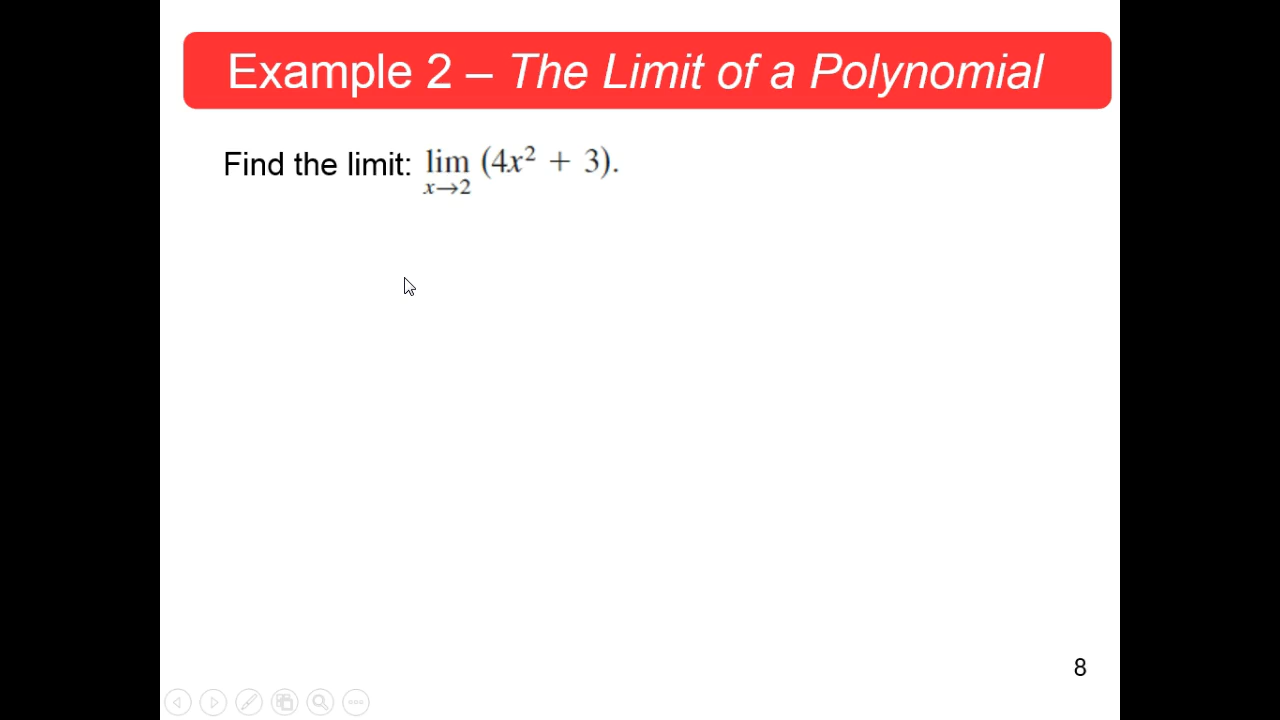 Example 2 – The Limit of a Polynomial
Find the limit: lim (4x² + 3).
x→2
8